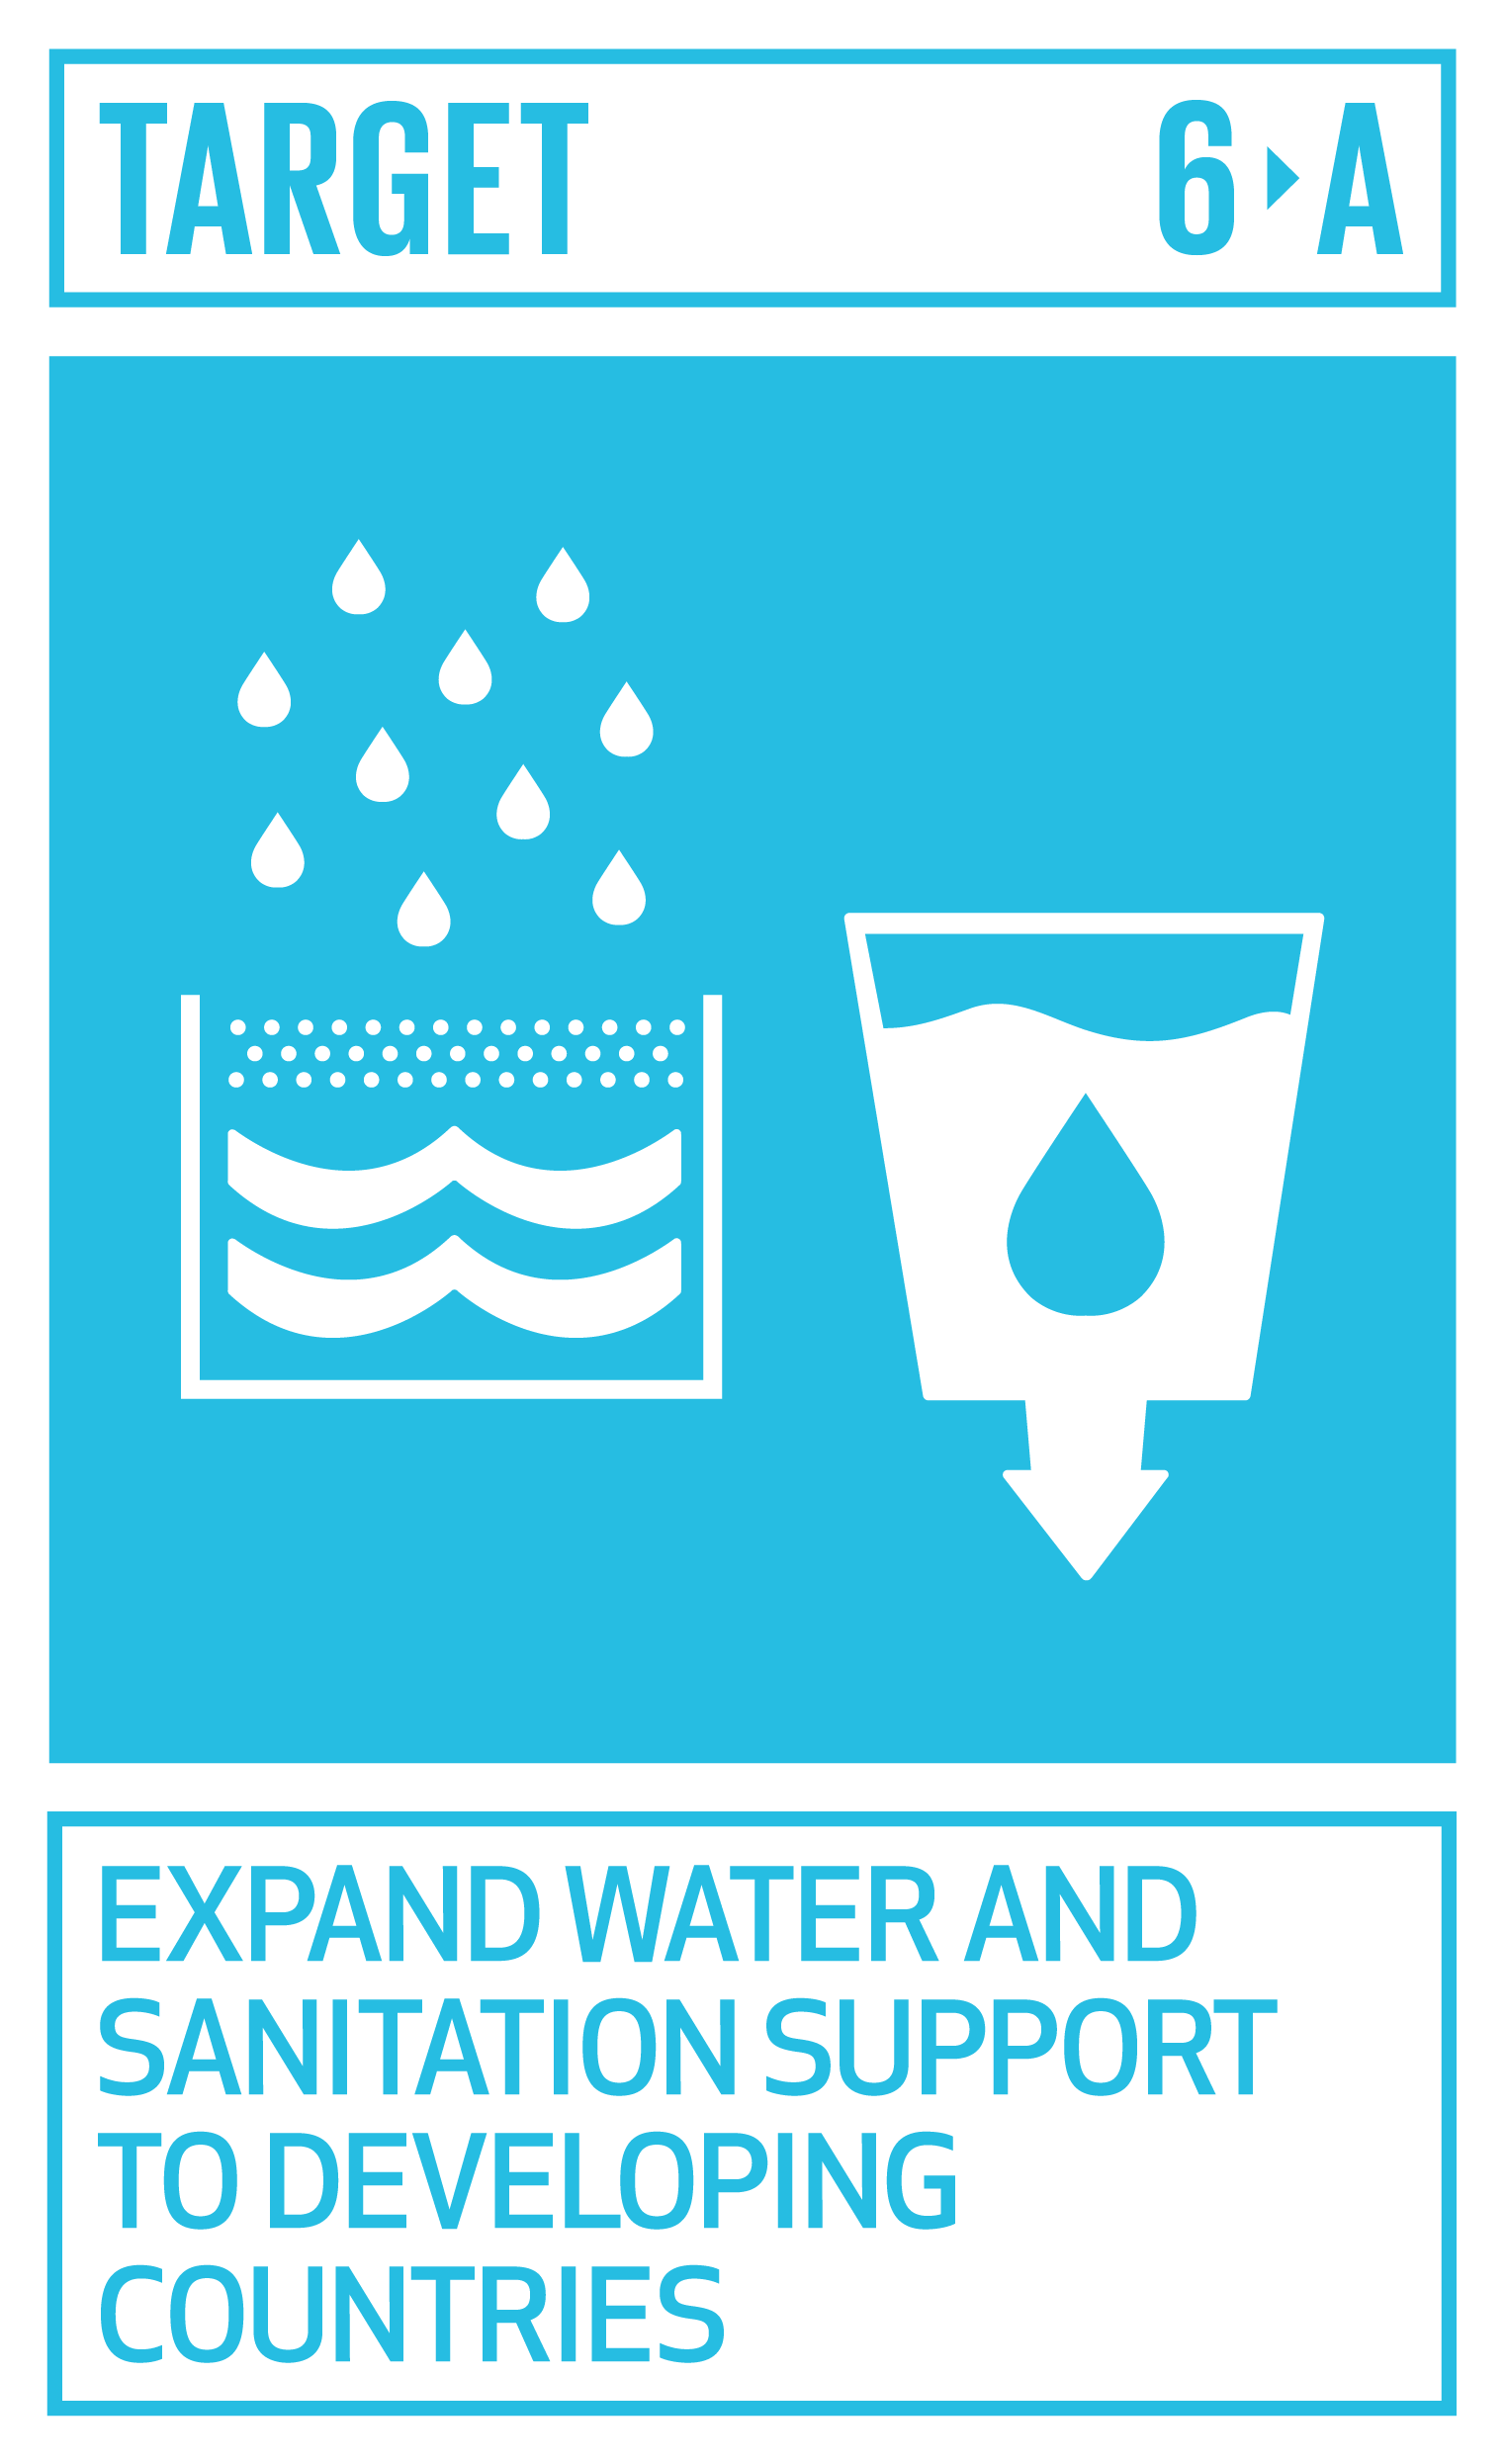 TARGET 6▸A
EXPAND WATER AND
SANITATION SUPPORT
TO DEVELOPING
COUNTRIES